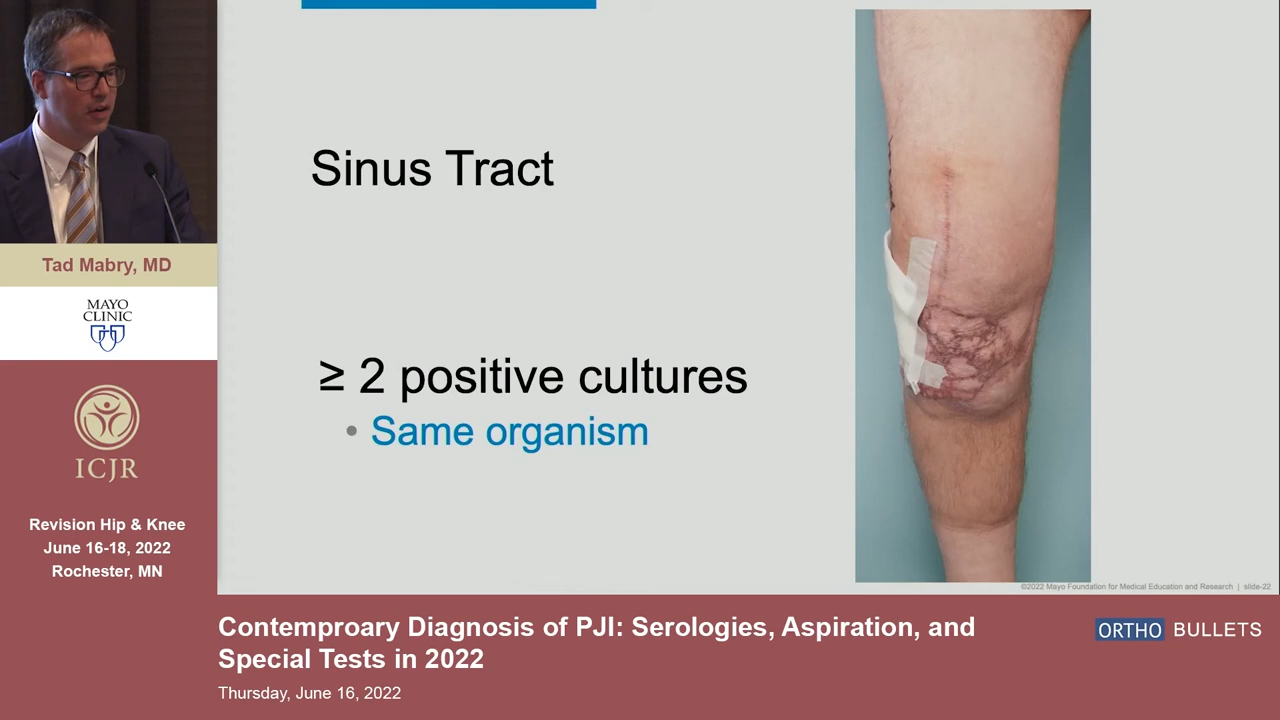 Sinus Tract
≥ 2 positive cultures
• Same organism
©2022 Mayo Foundation for Medical Education and Research | slide-22
Tad Mabry, MD
MAYO
CLINIC
ICJR
Revision Hip & Knee
June 16-18, 2022
Rochester, MN
Contemproary Diagnosis of PJI: Serologies, Aspiration, and
Special Tests in 2022
Thursday, June 16, 2022
ORTHO BULLETS